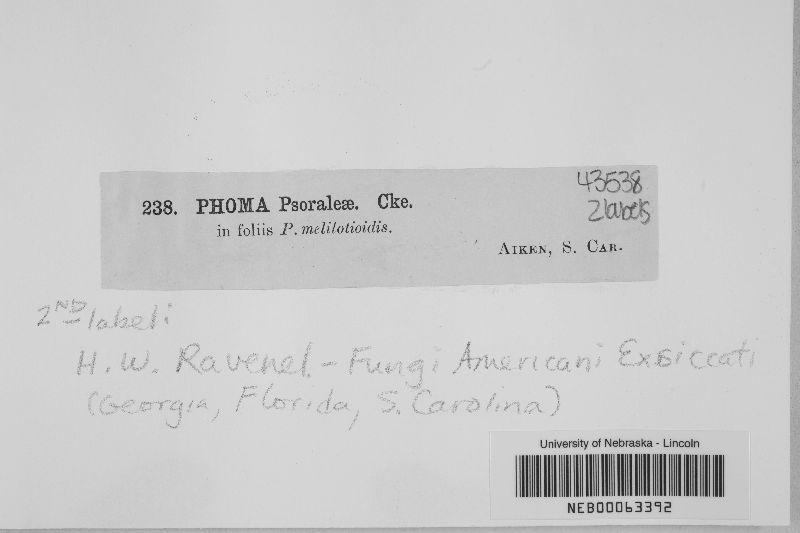 43538
2 labels
238. PHOMA Psoraleæ. Cke.
in foliis P. melilotioidis.
AIKEN, S. CAR.
2ND label:
H. W. Ravenel - Fungi Americani Exsiccati
(Georgia, Florida, S. Carolina)
University of Nebraska - Lincoln
NEB00063392